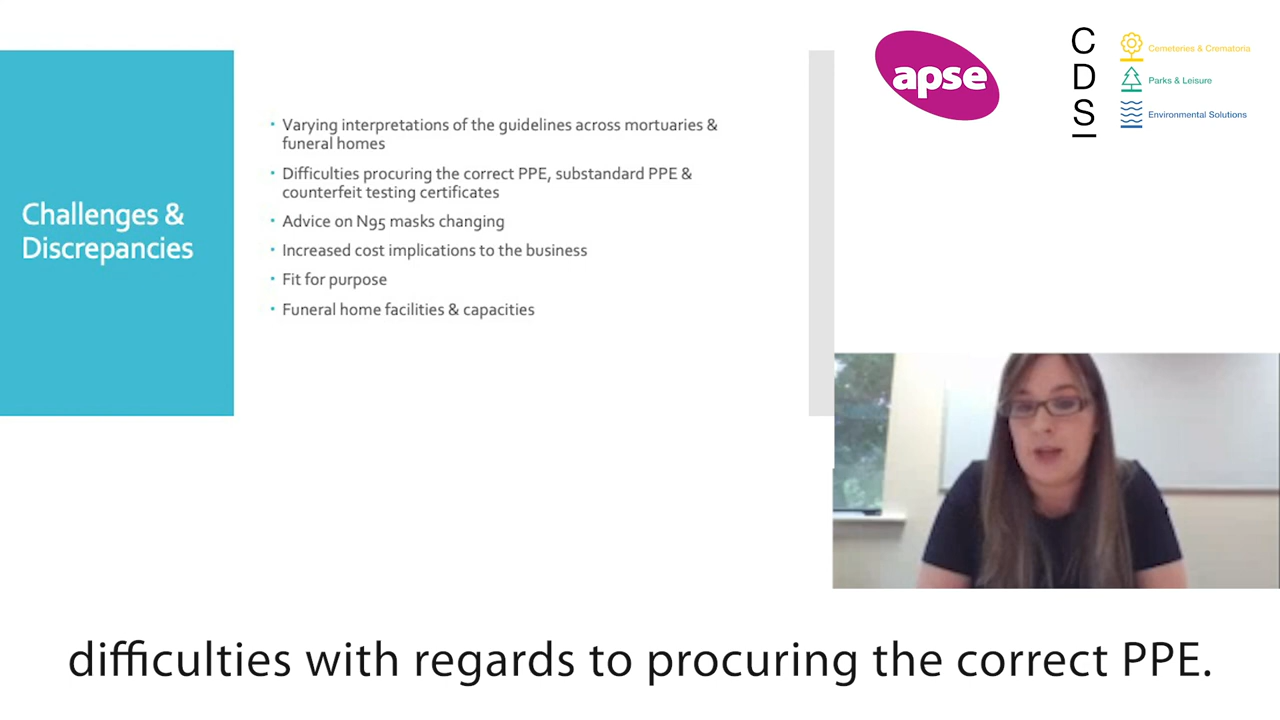 Challenges &
Discrepancies
• Varying interpretations of the guidelines across mortuaries &
funeral homes
• Difficulties procuring the correct PPE, substandard PPE &
counterfeit testing certificates
• Advice on N95 masks changing
• Increased cost implications to the business
• Fit for purpose
• Funeral home facilities & capacities
apse
C
D
S
Cemeteries & Crematoria
Parks & Leisure
Environmental Solutions
difficulties with regards to procuring the correct PPE.